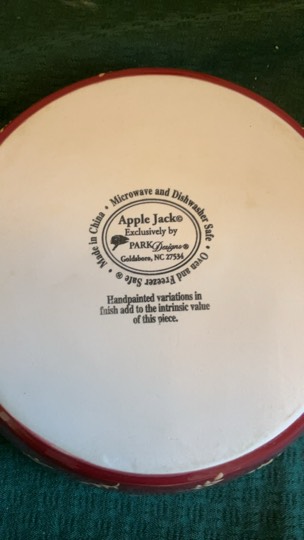 • Microwave and Dishwasher Safe • Oven and Freezer Safe ® • Made in China
Apple Jack©
Exclusively by
PARK Designs®
Goldsboro, NC 27534
Handpainted variations in
finish add to the intrinsic value
of this piece.